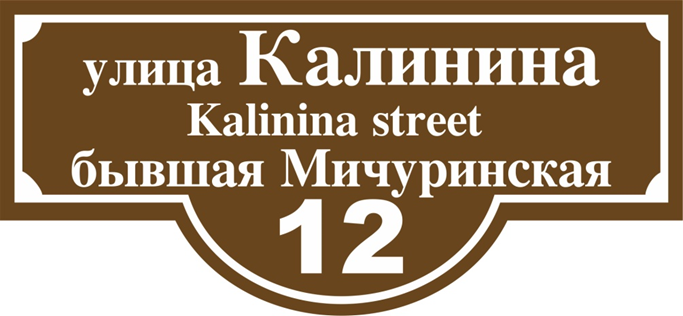 улица Калинина
Kalinina street
бывшая Мичуринская
12